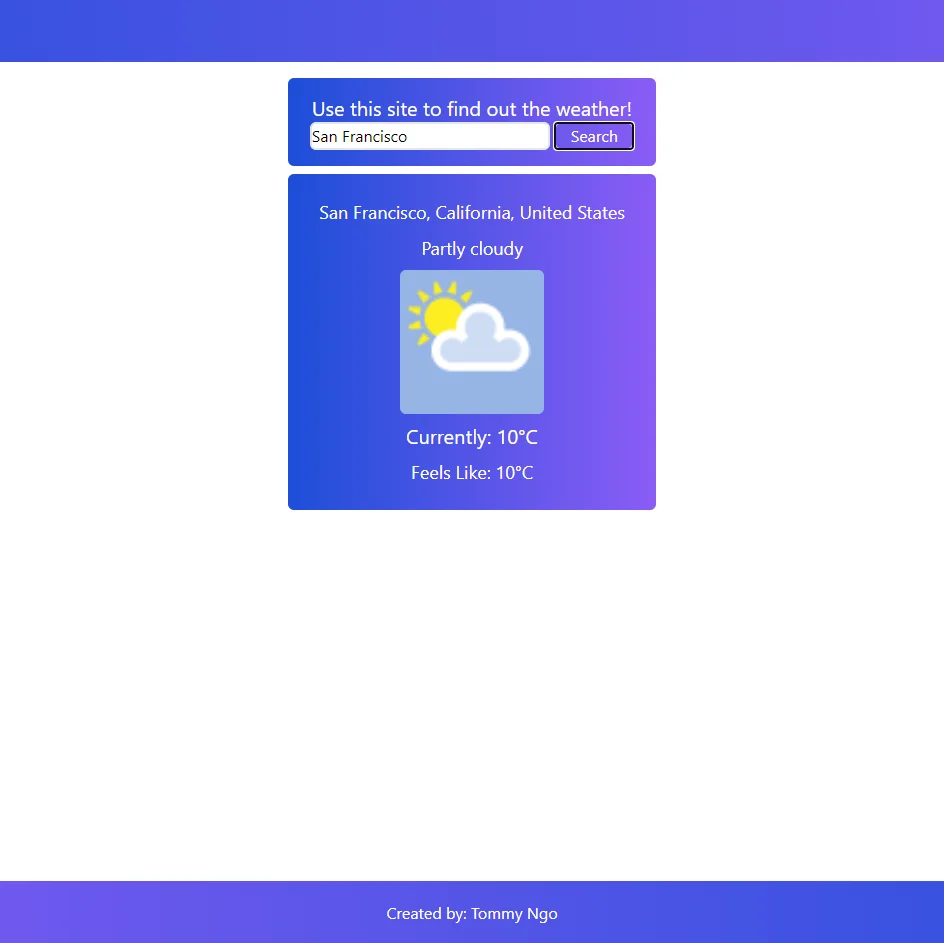 Use this site to find out the weather!
San Francisco
Search
San Francisco, California, United States
Partly cloudy
Currently: 10°C
Feels Like: 10°C
Created by: Tommy Ngo